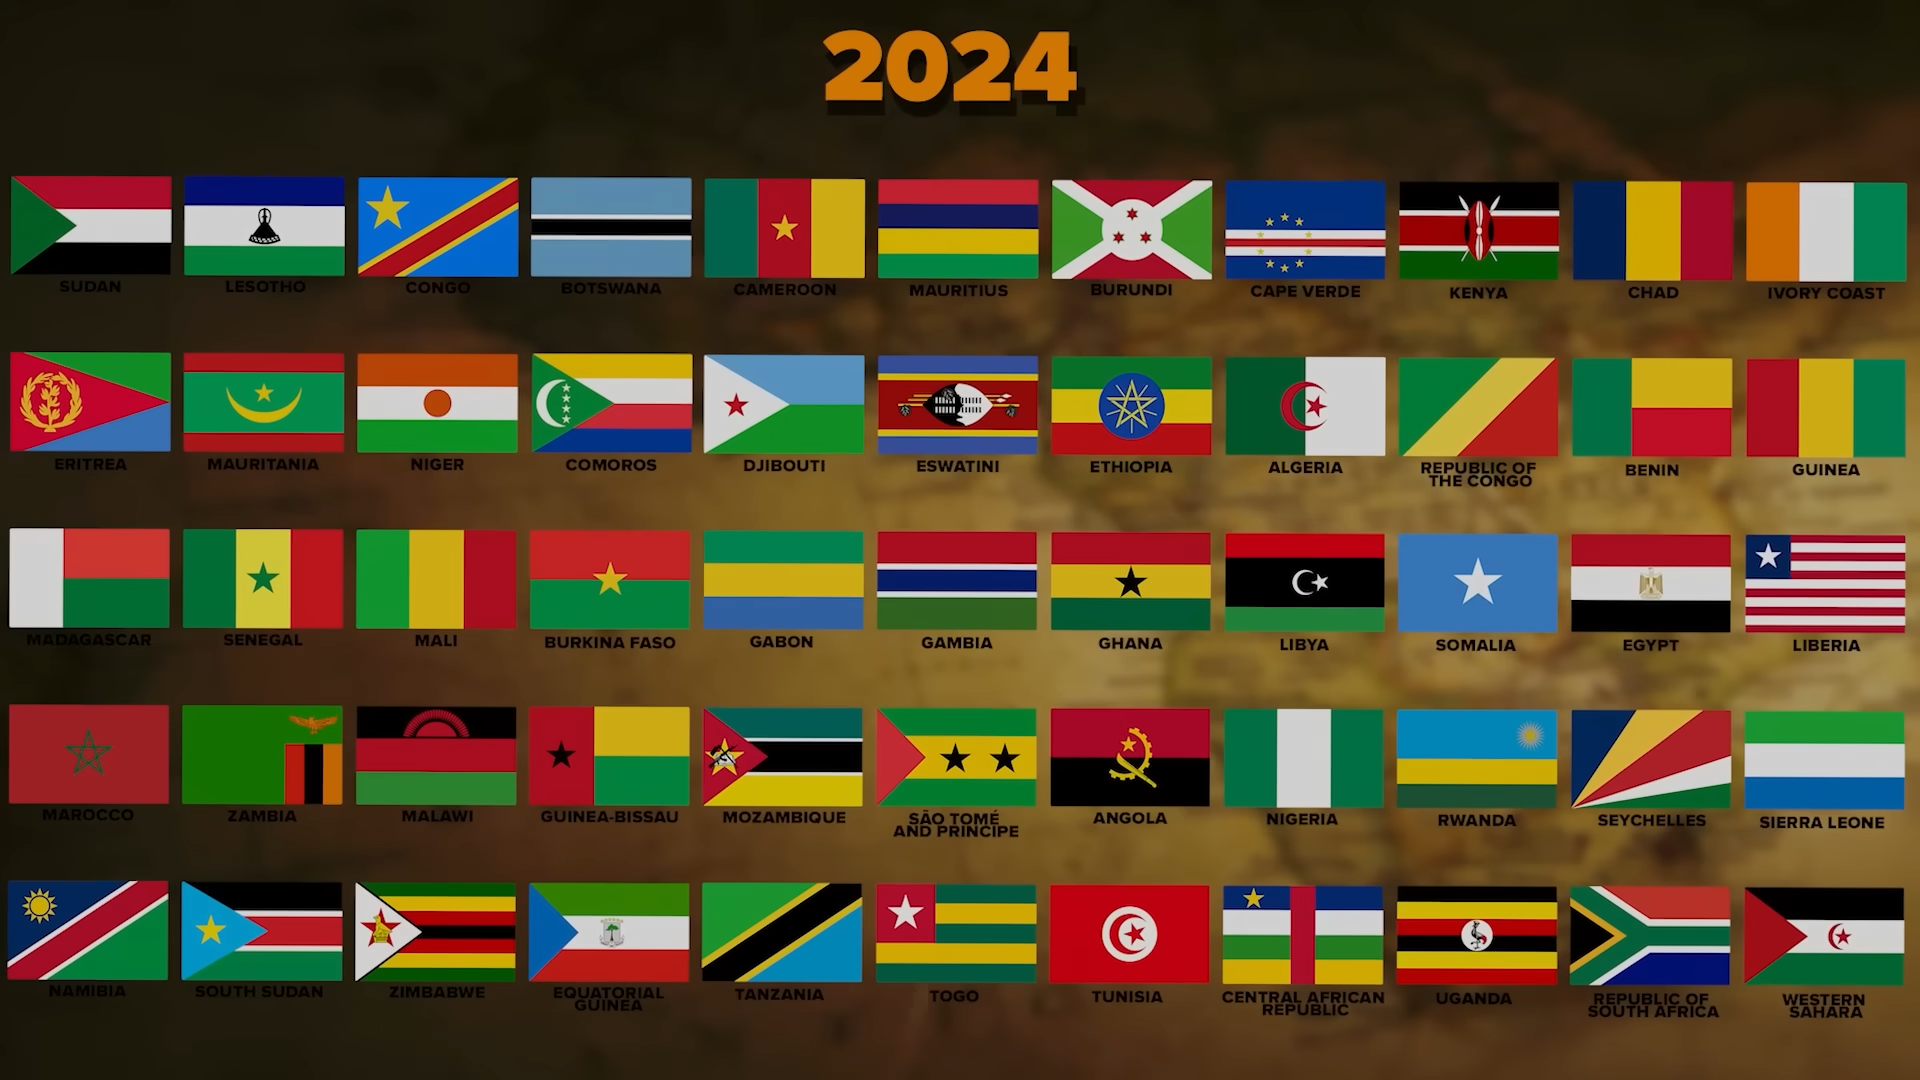 2024
SUDAN
LESOTHO
CONGO
BOTSWANA
CAMEROON
MAURITIUS
BURUNDI
CAPE VERDE
KENYA
CHAD
IVORY COAST
ERITREA
MAURITANIA
NIGER
COMOROS
DJIBOUTI
ESWATINI
ETHIOPIA
ALGERIA
REPUBLIC OF
THE CONGO
BENIN
GUINEA
MADAGASCAR
SENEGAL
MALI
BURKINA FASO
GABON
GAMBIA
GHANA
LIBYA
SOMALIA
EGYPT
LIBERIA
MAROCCO
ZAMBIA
MALAWI
GUINEA-BISSAU
MOZAMBIQUE
SÃO TOMÉ
AND PRINCIPE
ANGOLA
NIGERIA
RWANDA
SEYCHELLES
SIERRA LEONE
NAMIBIA
SOUTH SUDAN
ZIMBABWE
EQUATORIAL
GUINEA
TANZANIA
TOGO
TUNISIA
CENTRAL AFRICAN
REPUBLIC
UGANDA
REPUBLIC OF
SOUTH AFRICA
WESTERN
SAHARA